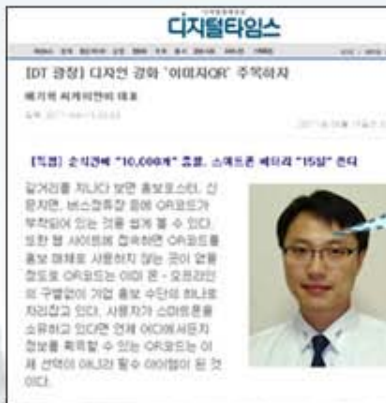 디지털타임스
[DT 광장] 디자인 강화 '이미지QR' 주목하자
배기
대표
[특점] 순식간에 "10,000개" 돌풍, 스마트폰 배터리 "15일" 쓴다
길거리를 지나다 보면 홍보포스터, 신
문지면, 버스정류장 등에 QR코드가
부착되어 있는 것을 쉽게 볼 수 있다.
또한 웹 사이트에 접속하면 QR코드를
홍보 매체로 사용하지 않는 곳이 없을
정도로 QR코드는 이미 온·오프라인
의 구별없이 기업 홍보 수단의 하나로
자리잡고 있다. 사용자가 스마트폰을
소유하고 있다면 언제 어디에서든지
정보를 획득할 수 있는 QR코드는 이
제 선택이 아니라 필수 아이템이 된 것
이다.